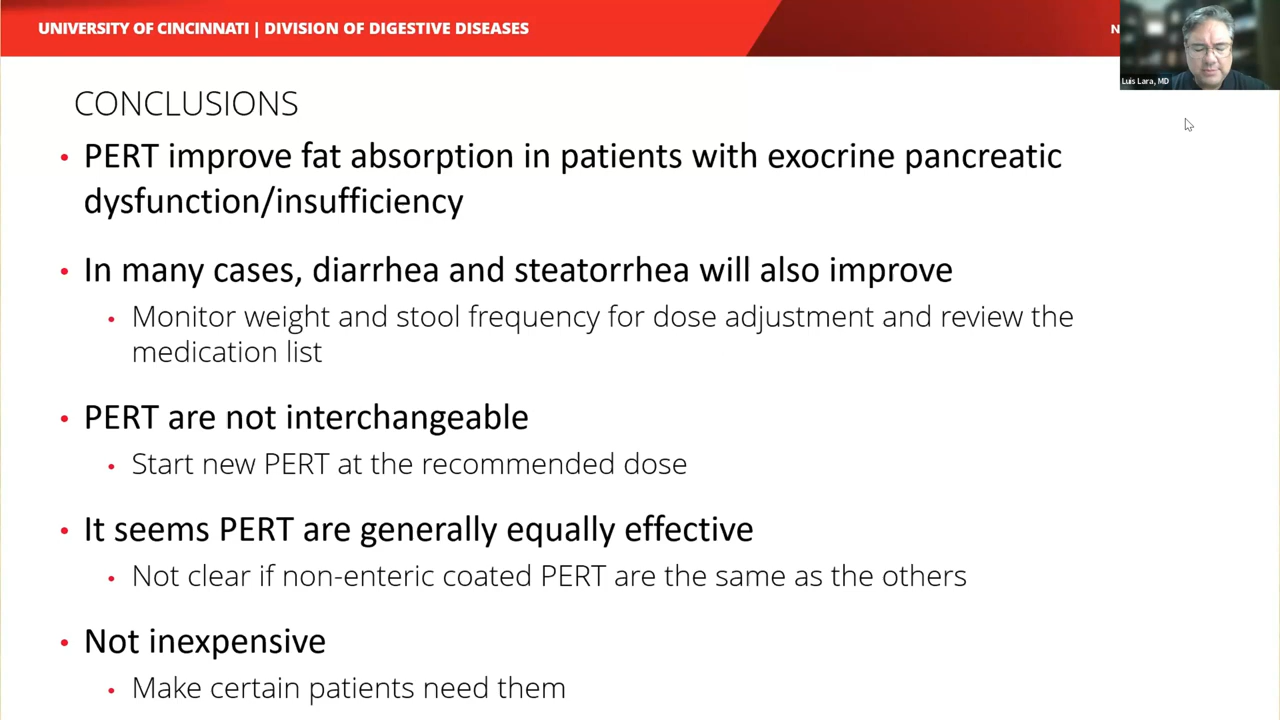 UNIVERSITY OF CINCINNATI | DIVISION OF DIGESTIVE DISEASES
Luis Lara, MD
CONCLUSIONS
• PERT improve fat absorption in patients with exocrine pancreatic
dysfunction/insufficiency
• In many cases, diarrhea and steatorrhea will also improve
• Monitor weight and stool frequency for dose adjustment and review the
medication list
• PERT are not interchangeable
• Start new PERT at the recommended dose
• It seems PERT are generally equally effective
• Not clear if non-enteric coated PERT are the same as the others
• Not inexpensive
• Make certain patients need them